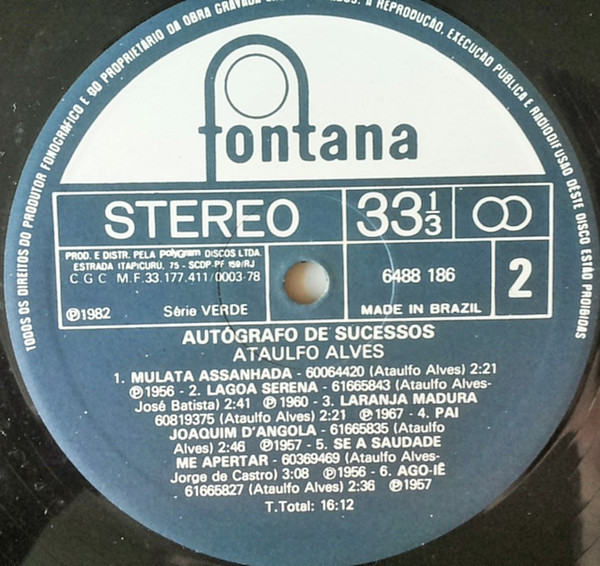 TODOS OS DIREITOS DO PRODUTOR FONOGRÁFICO E DO PROPRIETÁRIO DA OBRA GRAVADA A REPRODUÇÃO, EXECUÇÃO PÚBLICA E RADIODIFUSÃO DÊSTE DISCO ESTÃO PROIBIDAS
fontana
STEREO
33 1/3
PROD. E DISTR. PELA polygram DISCOS LTDA.
ESTRADA ITAPICURU, 75 - SCDP-PF 159/RJ
C G C M.F. 33.177.411/0003-78
6488 186
2
℗1982 Série VERDE
MADE IN BRAZIL
AUTÓGRAFO DE SUCESSOS
ATAULFO ALVES
1. MULATA ASSANHADA - 60064420 (Ataulfo Alves) 2:21
℗1956 - 2. LAGOA SERENA - 61665843 (Ataulfo Alves-
José Batista) 2:41 ℗1960 - 3. LARANJA MADURA
60819375 (Ataulfo Alves) 2:21 ℗1967 - 4. PAI
JOAQUIM D'ANGOLA - 61665835 (Ataulfo
Alves) 2:46 ℗1957 - 5. SE A SAUDADE
ME APERTAR - 60369469 (Ataulfo Alves-
Jorge de Castro) 3:08 ℗1956 - 6. AGO-IÊ
61665827 (Ataulfo Alves) 2:36 ℗1957
T.Total: 16:12